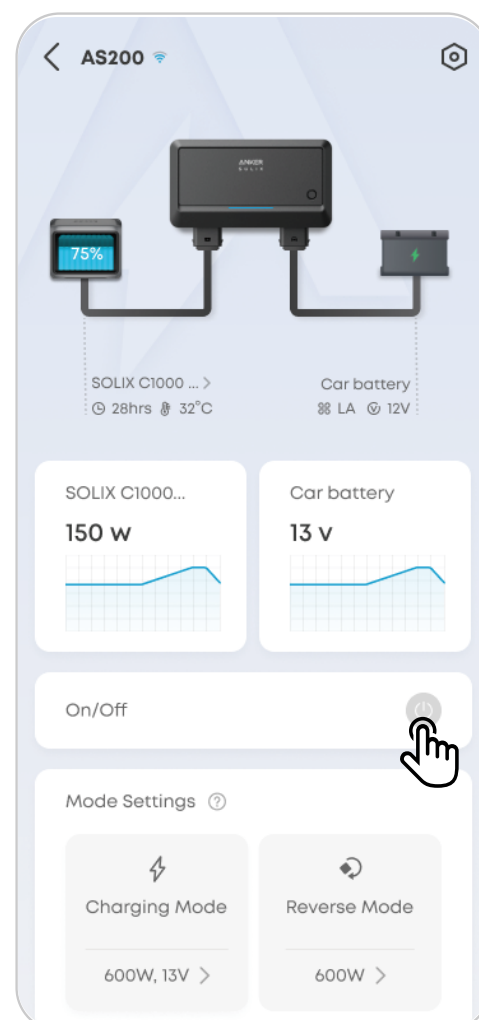 AS200
ANKER
SOLIX
75%
SOLIX C1000 ... >
Car battery
28hrs 32°C
LA 12V
SOLIX C1000...
Car battery
150 W
13 V
On/Off
Mode Settings ?
Charging Mode
Reverse Mode
600W, 13V >
600W >